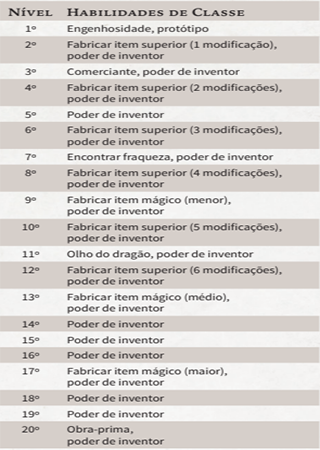 Nível Habilidades de Classe
1º Engenhosidade, protótipo
2º Fabricar item superior (1 modificação),
poder de inventor
3º Comerciante, poder de inventor
4º Fabricar item superior (2 modificações),
poder de inventor
5º Poder de inventor
6º Fabricar item superior (3 modificações),
poder de inventor
7º Encontrar fraqueza, poder de inventor
8º Fabricar item superior (4 modificações),
poder de inventor
9º Fabricar item mágico (menor),
poder de inventor
10º Fabricar item superior (5 modificações),
poder de inventor
11º Olho do dragão, poder de inventor
12º Fabricar item superior (6 modificações),
poder de inventor
13º Fabricar item mágico (médio),
poder de inventor
14º Poder de inventor
15º Poder de inventor
16º Poder de inventor
17º Fabricar item mágico (maior),
poder de inventor
18º Poder de inventor
19º Poder de inventor
20º Obra-prima,
poder de inventor